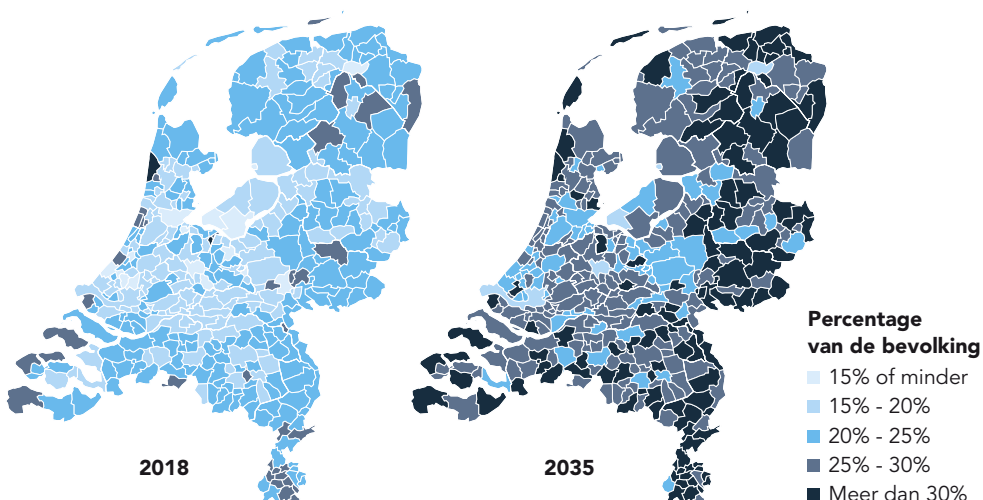 2018
2035
Percentage
van de bevolking
15% of minder
15% - 20%
20% - 25%
25% - 30%
Meer dan 30%